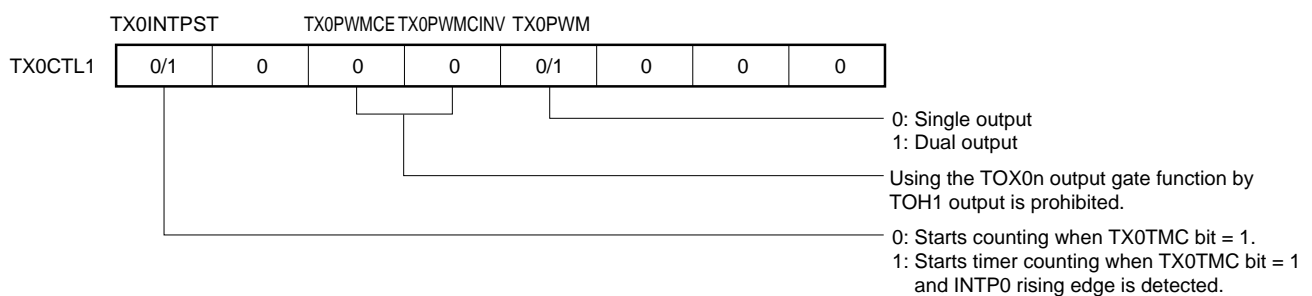 TX0INTPST TX0PWMCE TX0PWMCINV TX0PWM
TX0CTL1 0/1 0 0 0 0/1 0 0 0
0: Single output
1: Dual output
Using the TOX0n output gate function by
TOH1 output is prohibited.
0: Starts counting when TX0TMC bit = 1.
1: Starts timer counting when TX0TMC bit = 1
and INTP0 rising edge is detected.